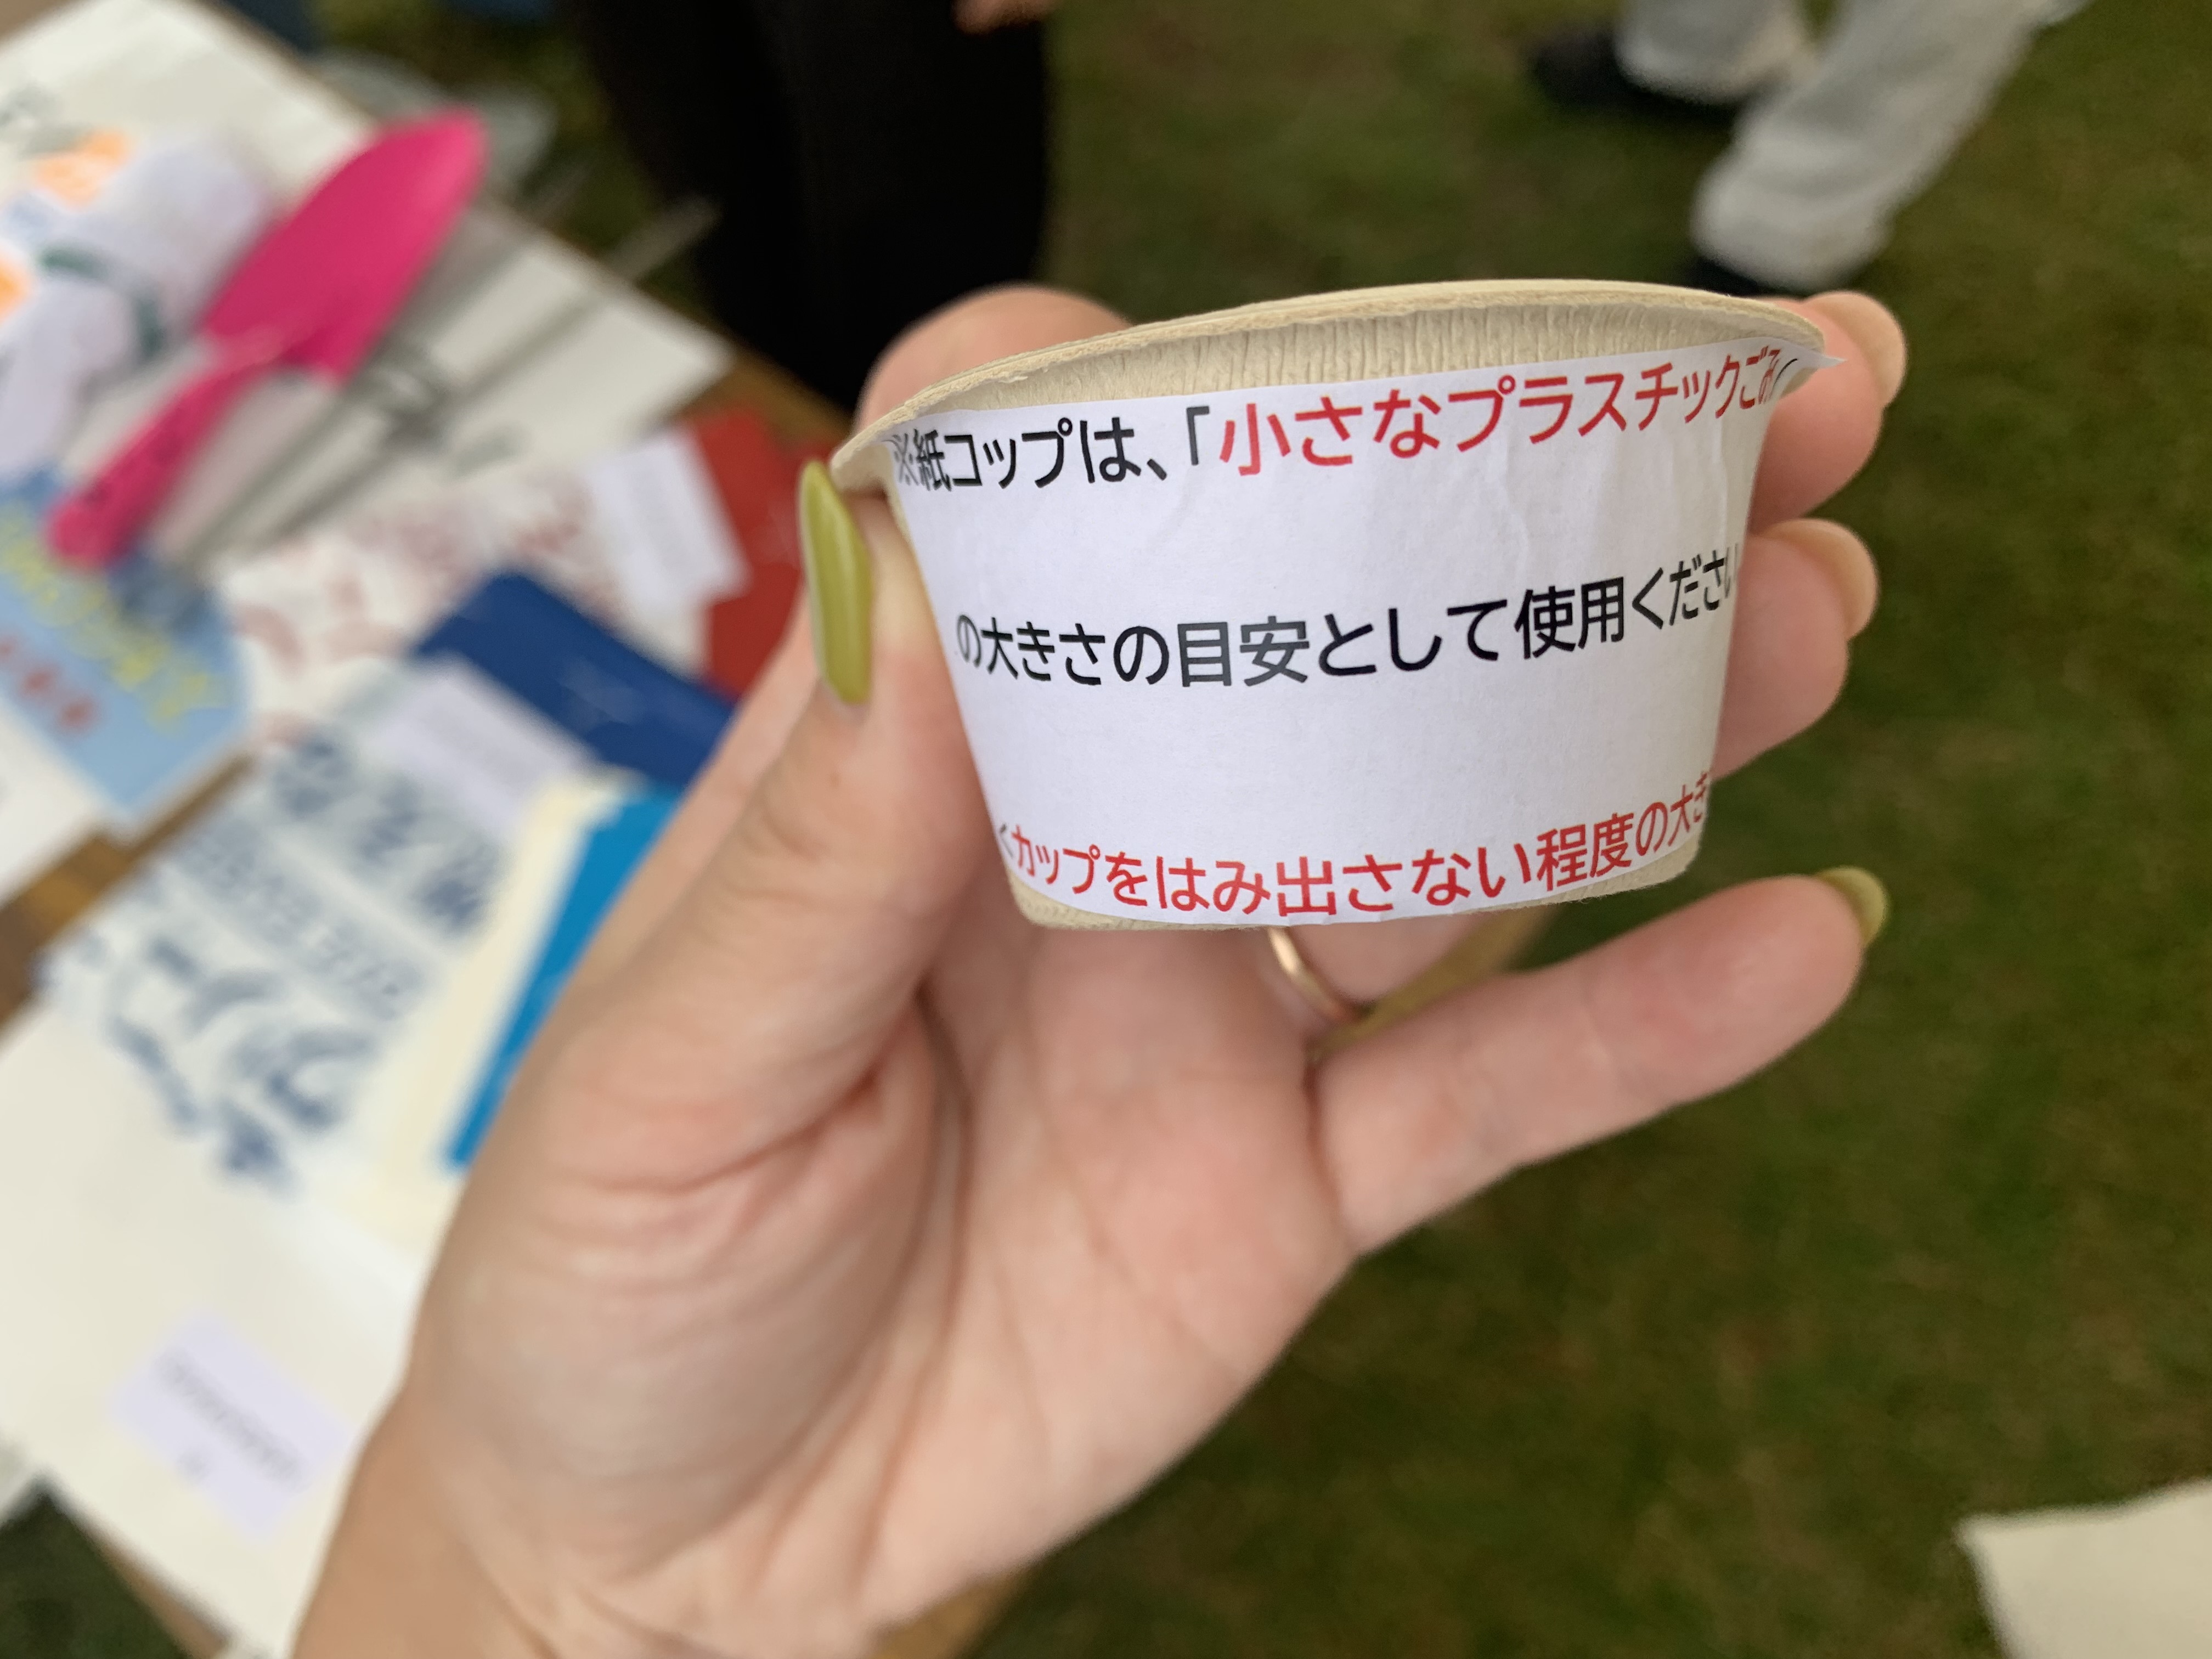 ※紙コップは、「小さなプラスチックごみ
の大きさの目安として使用ください
カップをはみ出さない程度の大き